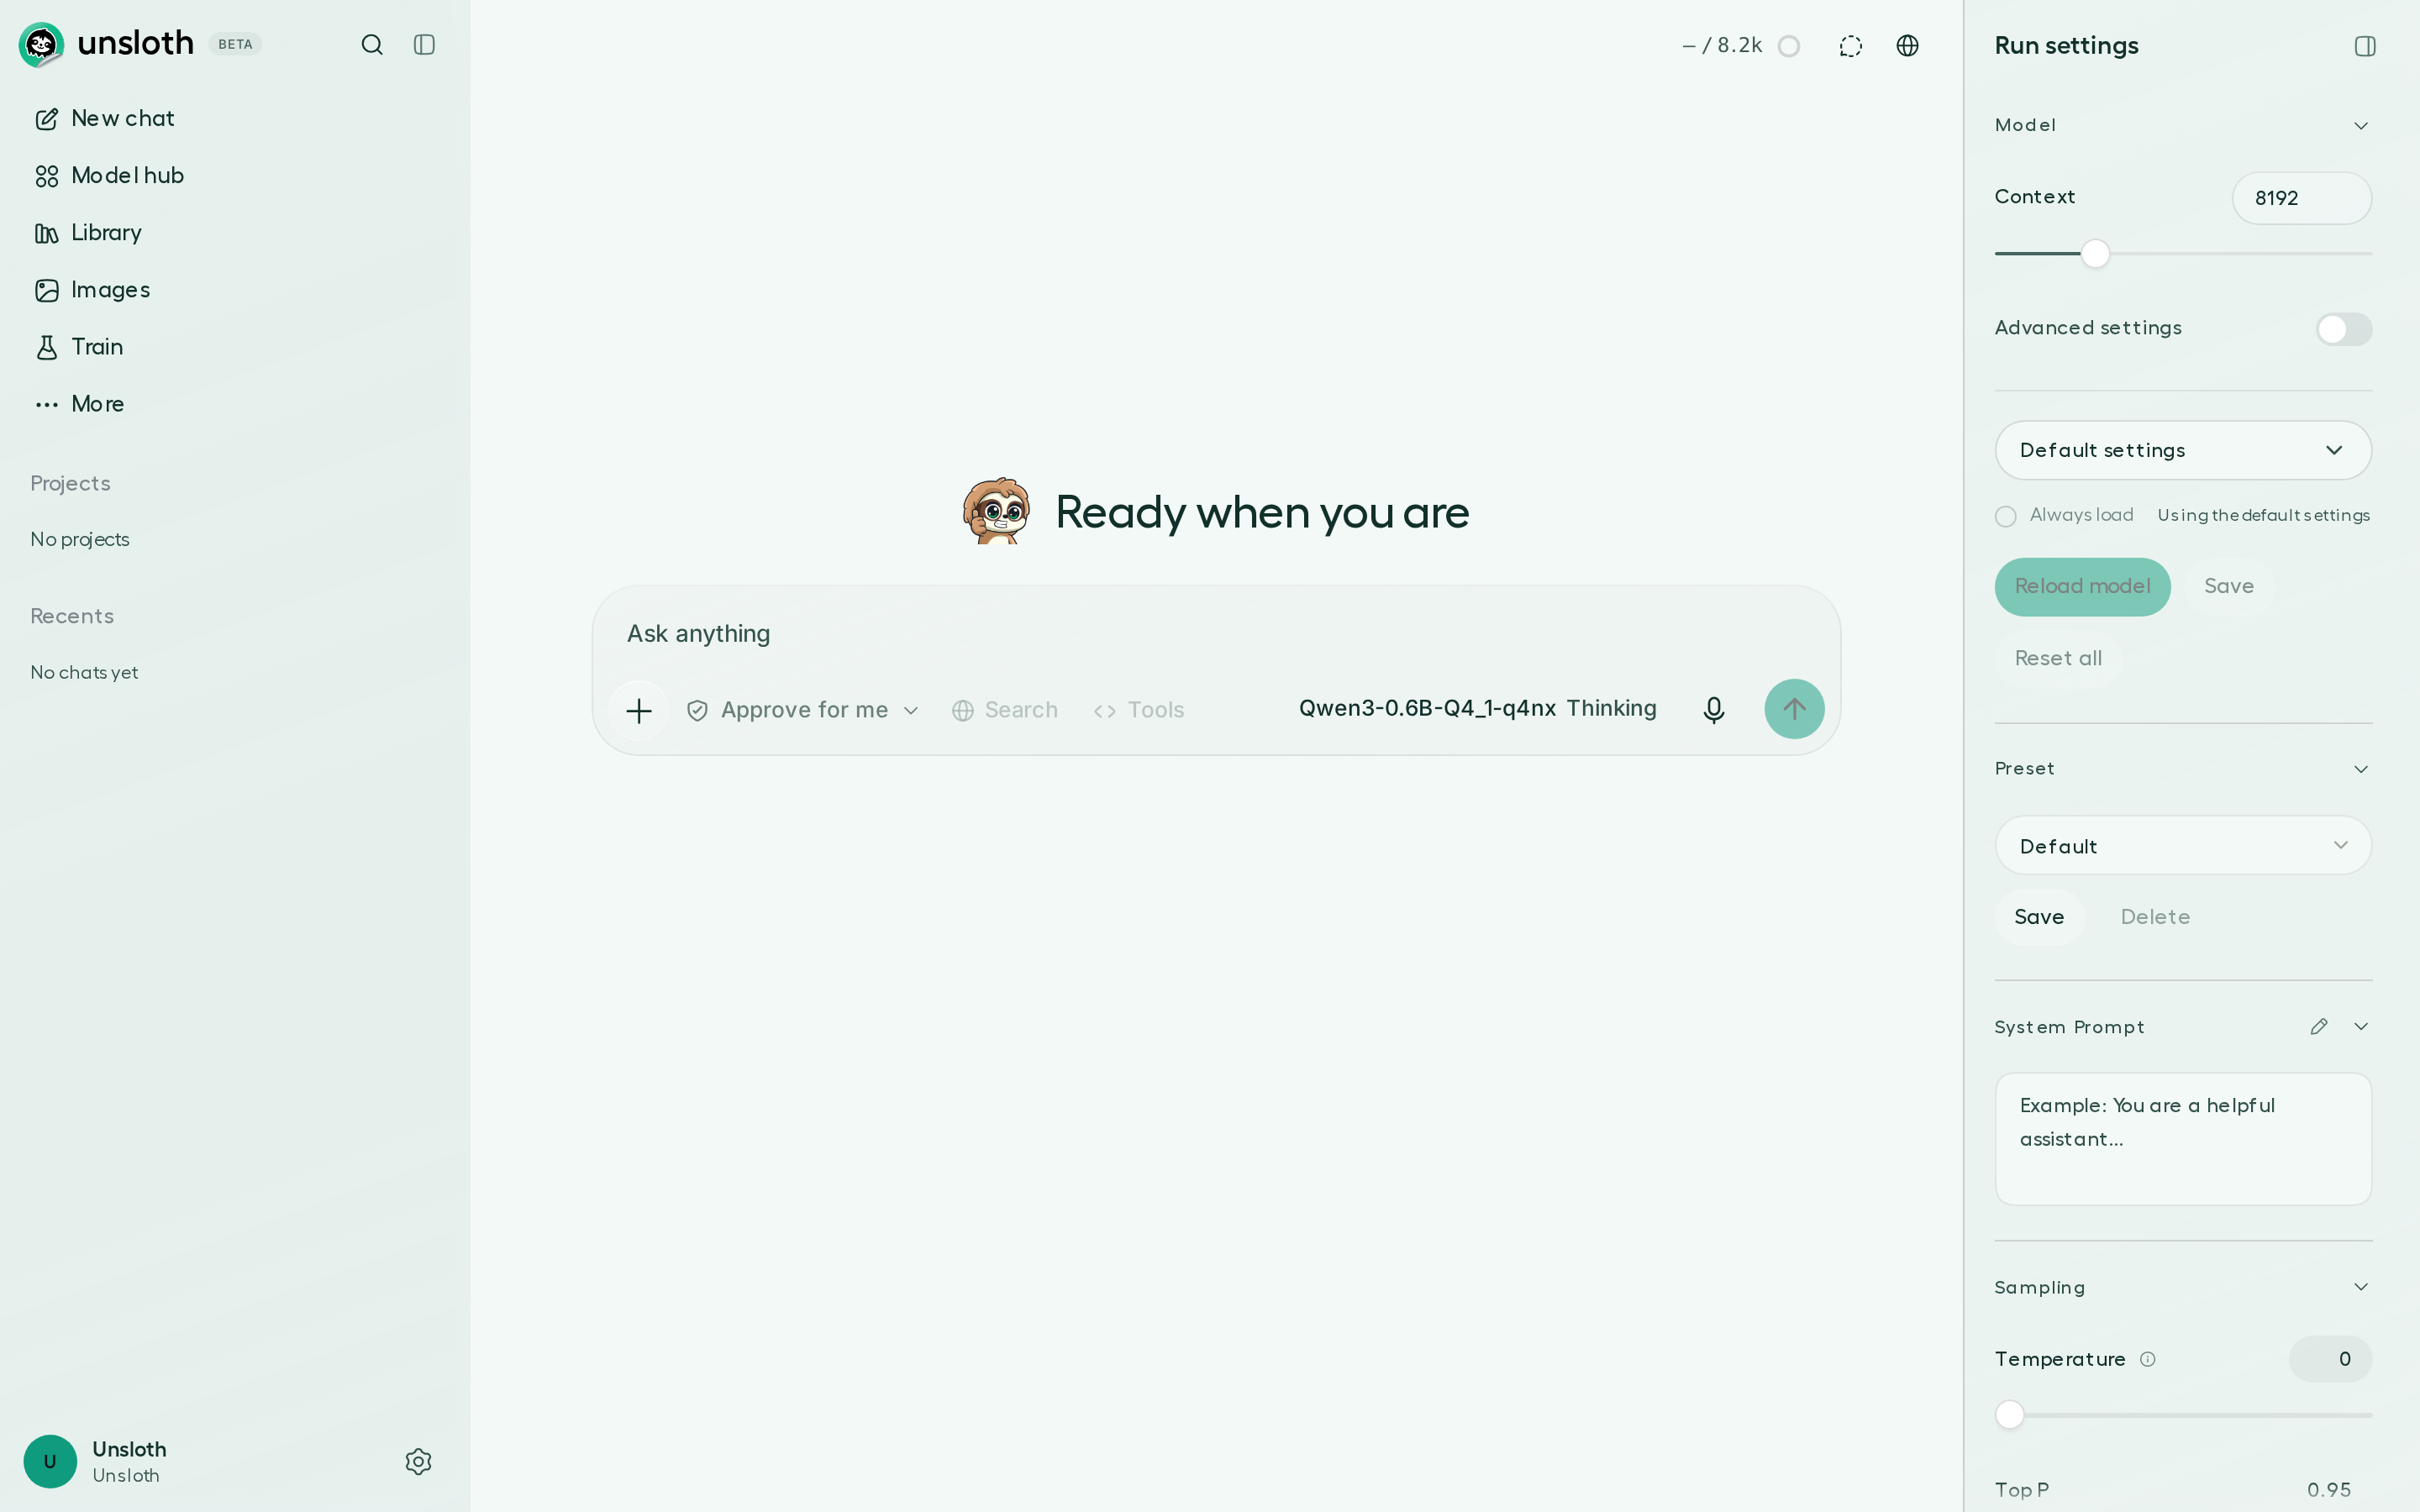 unsloth BETA
New chat
Model hub
Library
Images
Train
More
Projects
No projects
Recents
No chats yet
U
Unsloth
Unsloth
– / 8.2k
Ready when you are
Ask anything
Approve for me
Search
Tools
Qwen3-0.6B-Q4_1-q4nx Thinking
Run settings
Model
Context 8192
Advanced settings
Default settings
Always load Using the default settings
Reload model Save
Reset all
Preset
Default
Save Delete
System Prompt
Example: You are a helpful
assistant...
Sampling
Temperature 0
Top P 0.95